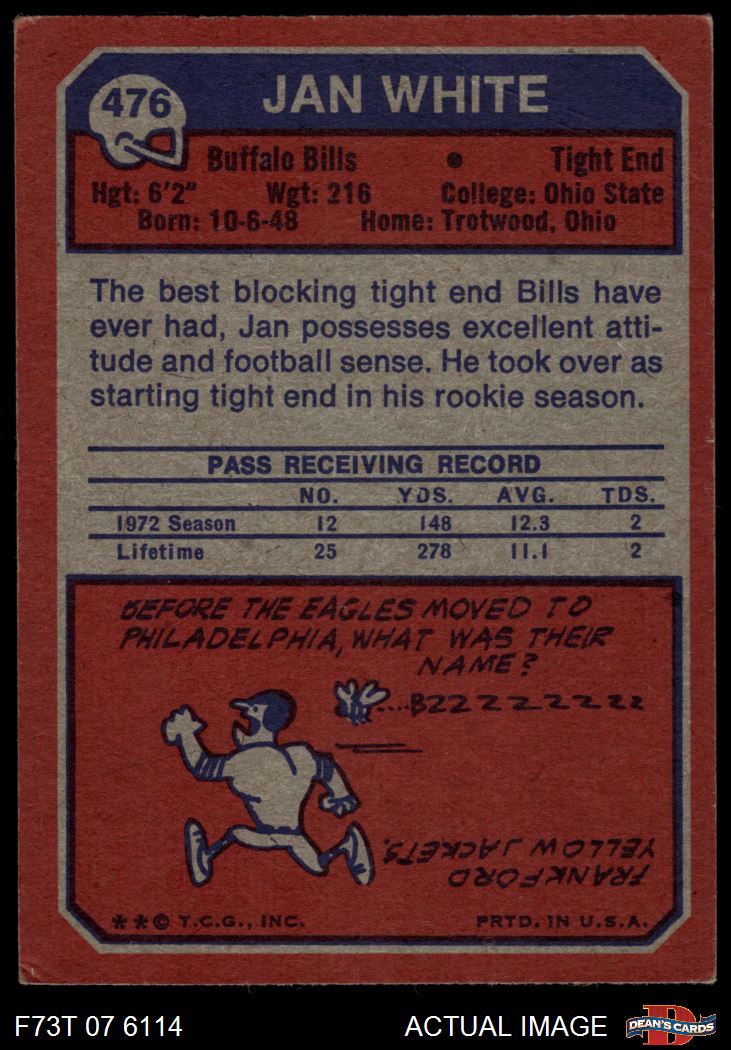 476
JAN WHITE
Buffalo Bills • Tight End
Hgt: 6'2" Wgt: 216 College: Ohio State
Born: 10-6-48 Home: Trotwood, Ohio
The best blocking tight end Bills have
ever had, Jan possesses excellent atti-
tude and football sense. He took over as
starting tight end in his rookie season.
PASS RECEIVING RECORD
NO. YDS. AVG. TDS.
1972 Season 12 148 12.3 2
Lifetime 25 278 11.1 2
BEFORE THE EAGLES MOVED TO
PHILADELPHIA, WHAT WAS THEIR
NAME?
...BZZZZZZZZZ
FRANKFORD
YELLOW JACKETS.
**© T.C.G., INC. PRTD. IN U.S.A.
F73T 07 6114 ACTUAL IMAGE
D
DEAN'S CARDS